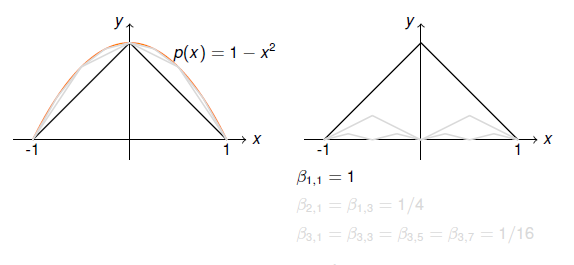 y
p(x) = 1 − x²
x
-1
1
y
x
-1
1
β₁,₁ = 1
β₂,₁ = β₁,₃ = 1/4
β₃,₁ = β₃,₃ = β₃,₅ = β₃,₇ = 1/16